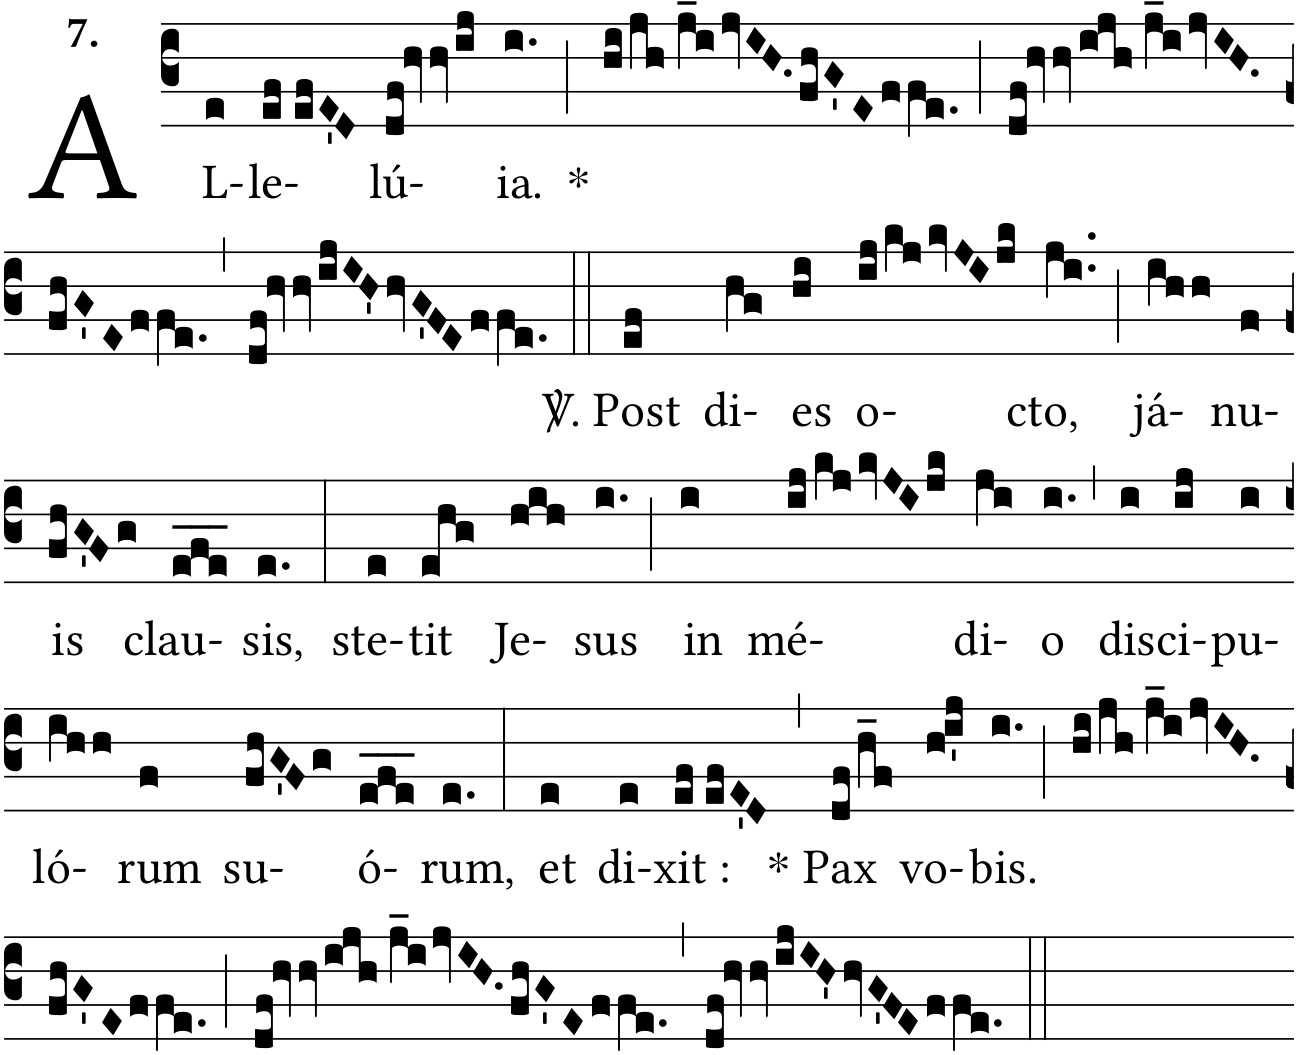 7.
AL-le- lú- ia. *
℣. Post di- es o- cto, já- nu-
is clau- sis, ste-tit Je- sus in mé- di- o disci-pu-
ló- rum su- ó- rum, et di-xit : * Pax vo-bis.